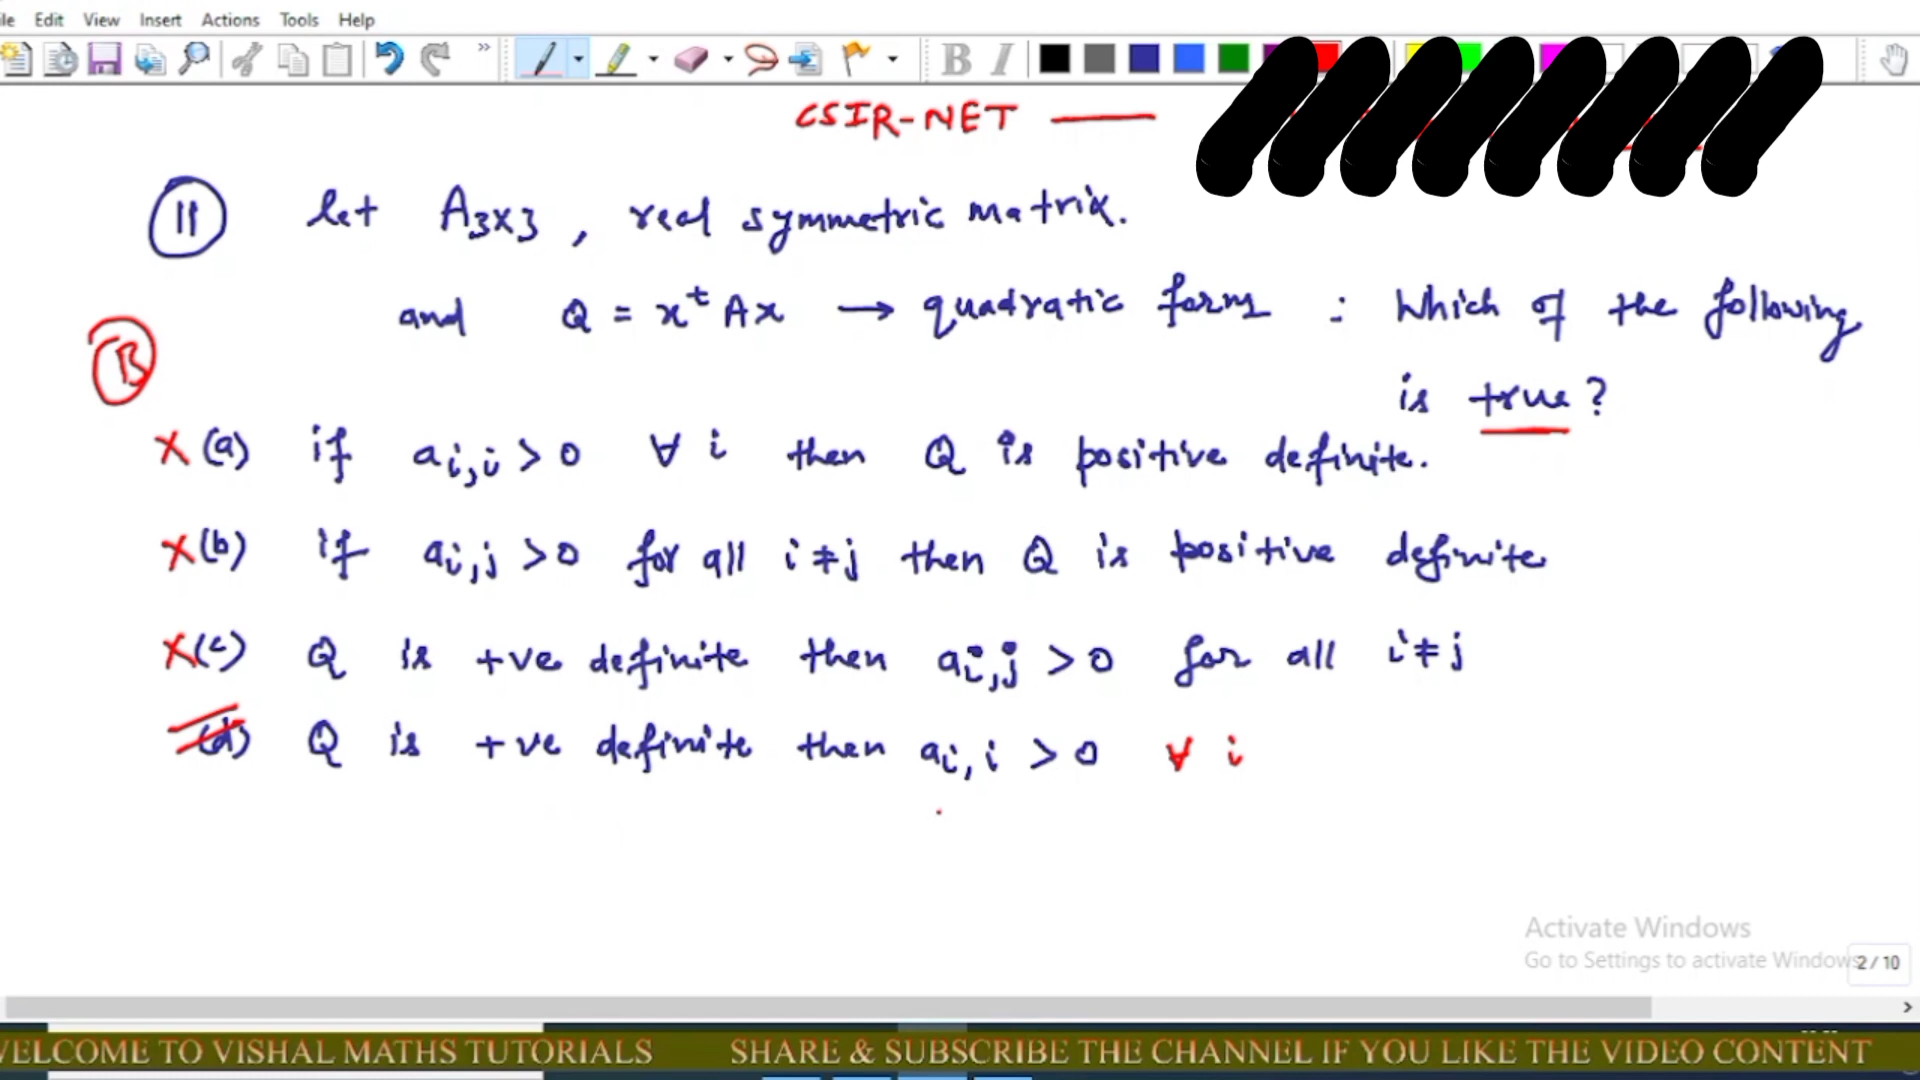 ile Edit View Insert Actions Tools Help
B I
CSIR-NET
11 let A3x3, real symmetric matrix.
and Q = x^t Ax → quadratic form : Which of the following
is true?
B
X (a) if ai,i > 0 ∀ i then Q is positive definite.
X (b) if ai,j > 0 for all i ≠ j then Q is positive definite
X (c) Q is +ve definite then ai,j > 0 for all i ≠ j
(d) Q is +ve definite then ai,i > 0 ∀ i
Activate Windows
Go to Settings to activate Windows
2 / 10
VELCOME TO VISHAL MATHS TUTORIALS SHARE & SUBSCRIBE THE CHANNEL IF YOU LIKE THE VIDEO CONTENT